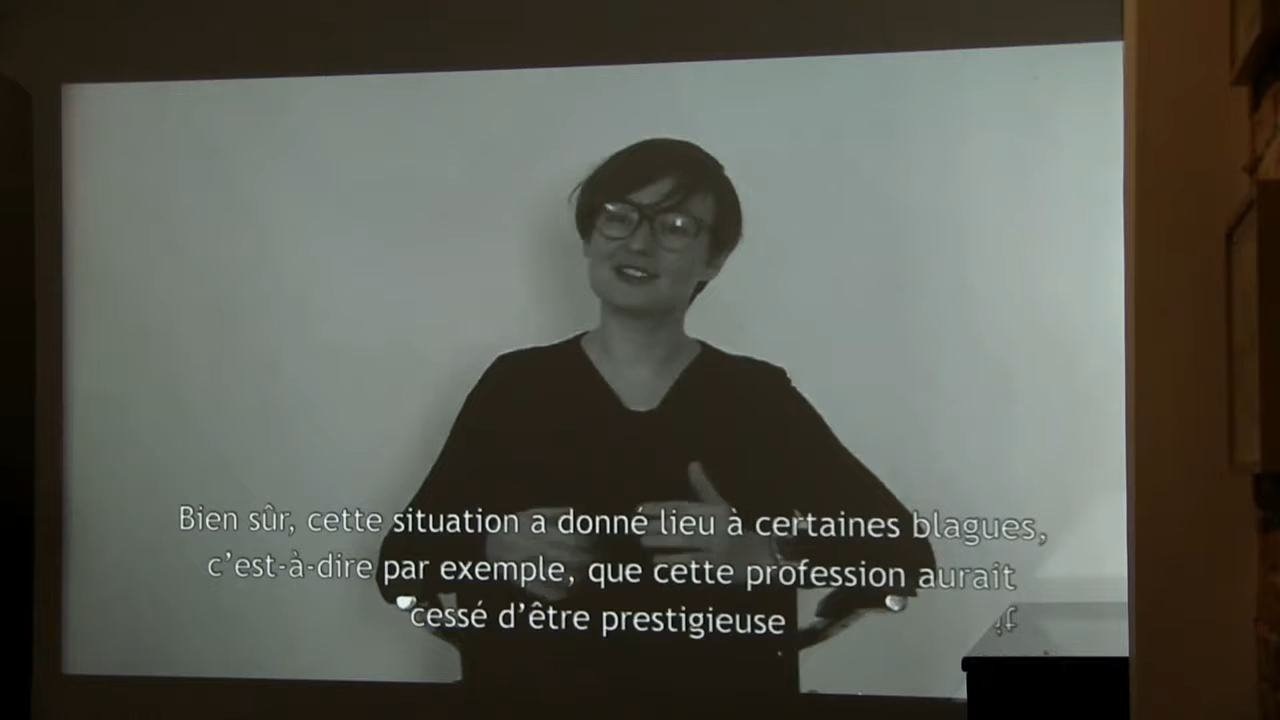 Bien sûr, cette situation a donné lieu à certaines blagues,
c'est-à-dire par exemple, que cette profession aurait
cessé d'être prestigieuse